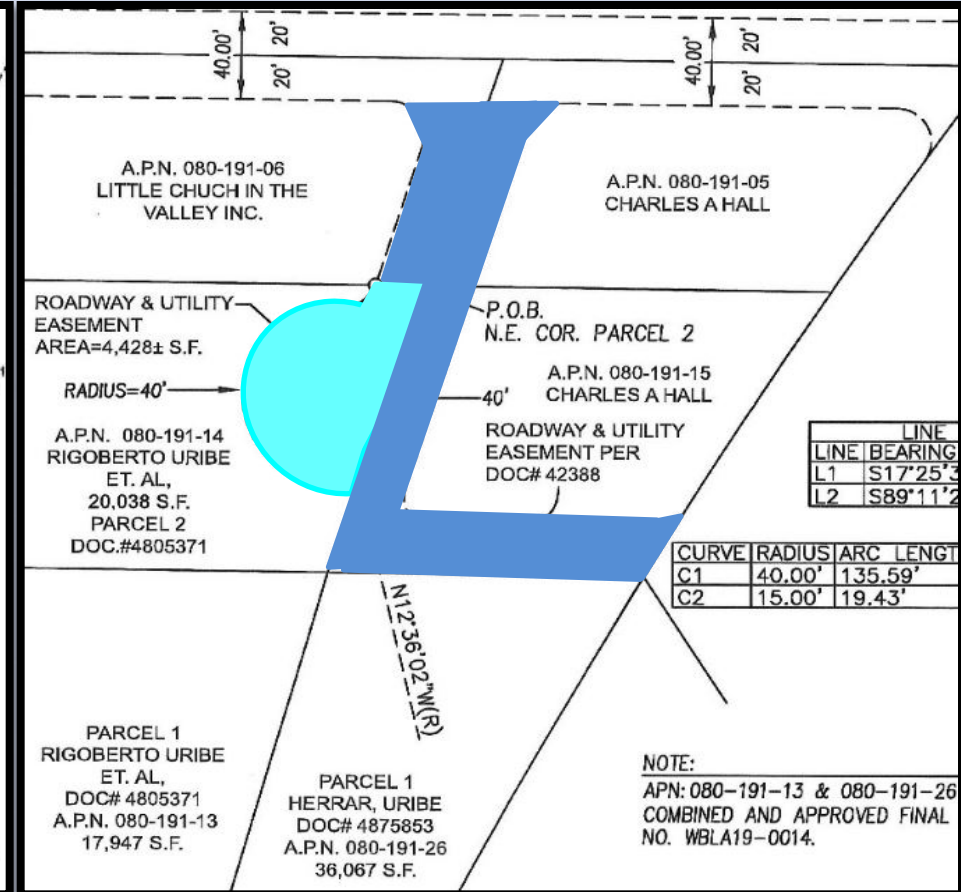 40.00'
20'
20'
40.00'
20'
20'
A.P.N. 080-191-06
LITTLE CHUCH IN THE
VALLEY INC.
A.P.N. 080-191-05
CHARLES A HALL
ROADWAY & UTILITY
EASEMENT
AREA=4,428± S.F.
P.O.B.
N.E. COR. PARCEL 2
RADIUS=40'
40'
A.P.N. 080-191-15
CHARLES A HALL
ROADWAY & UTILITY
EASEMENT PER
DOC# 42388
A.P.N. 080-191-14
RIGOBERTO URIBE
ET. AL,
20,038 S.F.
PARCEL 2
DOC.#4805371
LINE
LINE BEARING
L1 S17°25'3
L2 S89°11'2
CURVE RADIUS ARC LENGT
C1 40.00' 135.59'
C2 15.00' 19.43'
N12°36'02"W(R)
PARCEL 1
RIGOBERTO URIBE
ET. AL,
DOC# 4805371
A.P.N. 080-191-13
17,947 S.F.
PARCEL 1
HERRAR, URIBE
DOC# 4875853
A.P.N. 080-191-26
36,067 S.F.
NOTE:
APN: 080-191-13 & 080-191-26
COMBINED AND APPROVED FINAL
NO. WBLA19-0014.